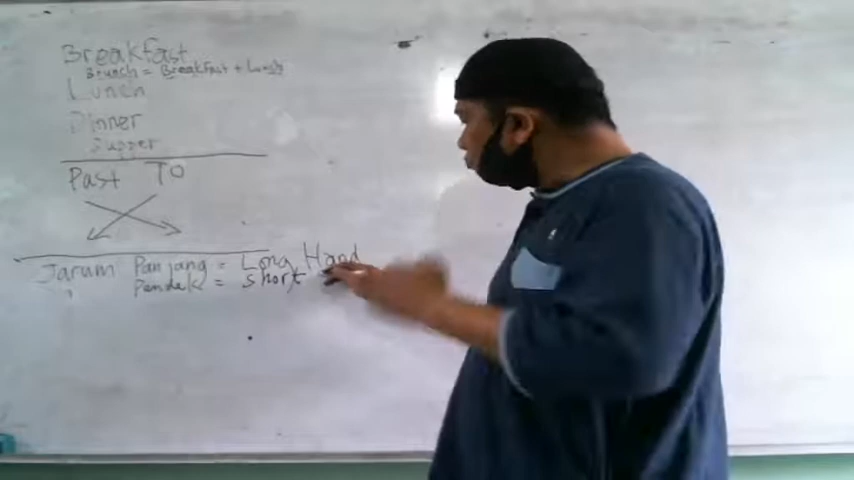 Breakfast
Brunch = Breakfast + Lunch
Lunch
Dinner
Supper
Past TO
Jarum Panjang = Long Hand
Pendek = Short